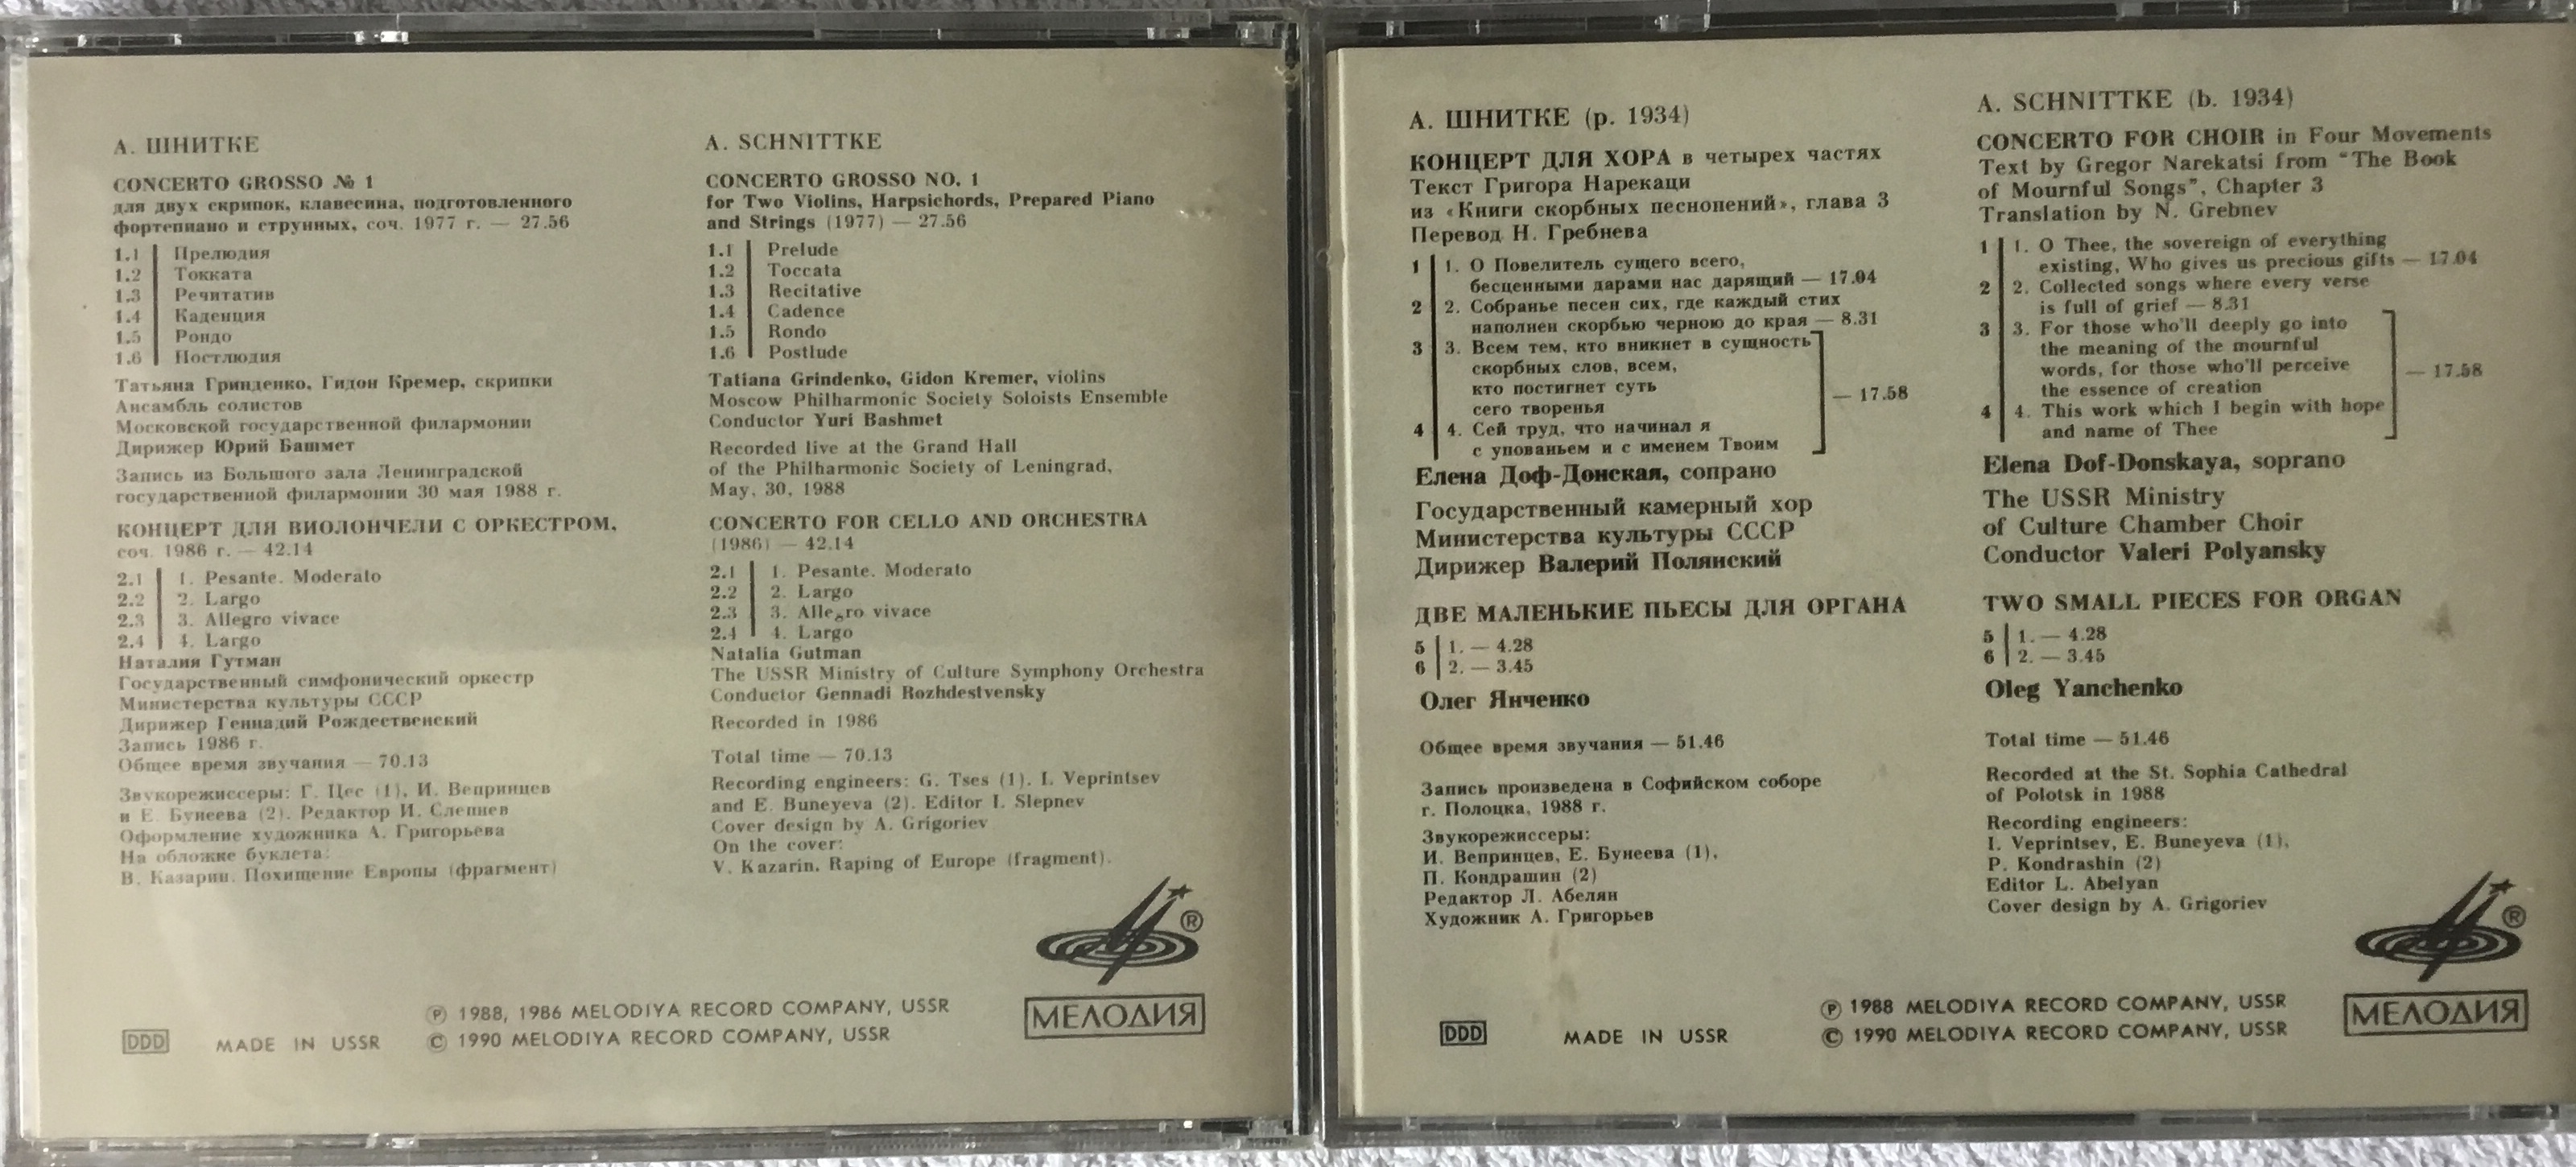 А. ШНИТКЕ
CONCERTO GROSSO № 1
для двух скрипок, клавесина, подготовленного
фортепиано и струнных, соч. 1977 г. — 27.56
1.1 Прелюдия
1.2 Токката
1.3 Речитатив
1.4 Каденция
1.5 Рондо
1.6 Постлюдия
Татьяна Гринденко, Гидон Кремер, скрипки
Ансамбль солистов
Московской государственной филармонии
Дирижер Юрий Башмет
Запись из Большого зала Ленинградской
государственной филармонии 30 мая 1988 г.
КОНЦЕРТ ДЛЯ ВИОЛОНЧЕЛИ С ОРКЕСТРОМ,
соч. 1986 г. — 42.14
2.1 1. Pesante. Moderato
2.2 2. Largo
2.3 3. Allegro vivace
2.4 4. Largo
Наталия Гутман
Государственный симфонический оркестр
Министерства культуры СССР
Дирижер Геннадий Рождественский
Запись 1986 г.
Общее время звучания — 70.13
Звукорежиссеры: Г. Цес (1), И. Вепринцев
и Е. Бунеева (2). Редактор И. Слепнев
Оформление художника А. Григорьева
На обложке буклета:
В. Казарин. Похищение Европы (фрагмент)
A. SCHNITTKE
CONCERTO GROSSO NO. 1
for Two Violins, Harpsichords, Prepared Piano
and Strings (1977) — 27.56
1.1 Prelude
1.2 Toccata
1.3 Recitative
1.4 Cadence
1.5 Rondo
1.6 Postlude
Tatiana Grindenko, Gidon Kremer, violins
Moscow Philharmonic Society Soloists Ensemble
Conductor Yuri Bashmet
Recorded live at the Grand Hall
of the Philharmonic Society of Leningrad,
May, 30, 1988
CONCERTO FOR CELLO AND ORCHESTRA
(1986) — 42.14
2.1 1. Pesante. Moderato
2.2 2. Largo
2.3 3. Allegro vivace
2.4 4. Largo
Natalia Gutman
The USSR Ministry of Culture Symphony Orchestra
Conductor Gennadi Rozhdestvensky
Recorded in 1986
Total time — 70.13
Recording engineers: G. Tses (1). I. Veprintsev
and E. Buneyeva (2). Editor I. Slepnev
Cover design by A. Grigoriev
On the cover:
V. Kazarin. Raping of Europe (fragment).
®
МЕЛОДИЯ
DDD MADE IN USSR
℗ 1988, 1986 MELODIYA RECORD COMPANY, USSR
© 1990 MELODIYA RECORD COMPANY, USSR
А. ШНИТКЕ (р. 1934)
КОНЦЕРТ ДЛЯ ХОРА в четырех частях
Текст Григора Нарекаци
из «Книги скорбных песнопений», глава 3
Перевод Н. Гребнева
1 1. О Повелитель сущего всего,
бесценными дарами нас дарящий — 17.04
2 2. Собранье песен сих, где каждый стих
наполнен скорбью черною до края — 8.31
3 3. Всем тем, кто вникнет в сущность
скорбных слов, всем,
кто постигнет суть
сего творенья
— 17.58
4 4. Сей труд, что начинал я
с упованьем и с именем Твоим
Елена Доф-Донская, сопрано
Государственный камерный хор
Министерства культуры СССР
Дирижер Валерий Полянский
ДВЕ МАЛЕНЬКИЕ ПЬЕСЫ ДЛЯ ОРГАНА
5 1. — 4.28
6 2. — 3.45
Олег Янченко
Общее время звучания — 51.46
Запись произведена в Софийском соборе
г. Полоцка, 1988 г.
Звукорежиссеры:
И. Вепринцев, Е. Бунеева (1),
П. Кондрашин (2)
Редактор Л. Абелян
Художник А. Григорьев
A. SCHNITTKE (b. 1934)
CONCERTO FOR CHOIR in Four Movements
Text by Gregor Narekatsi from "The Book
of Mournful Songs", Chapter 3
Translation by N. Grebnev
1 1. O Thee, the sovereign of everything
existing, Who gives us precious gifts — 17.04
2 2. Collected songs where every verse
is full of grief — 8.31
3 3. For those who'll deeply go into
the meaning of the mournful
words, for those who'll perceive
the essence of creation
— 17.58
4 4. This work which I begin with hope
and name of Thee
Elena Dof-Donskaya, soprano
The USSR Ministry
of Culture Chamber Choir
Conductor Valeri Polyansky
TWO SMALL PIECES FOR ORGAN
5 1. — 4.28
6 2. — 3.45
Oleg Yanchenko
Total time — 51.46
Recorded at the St. Sophia Cathedral
of Polotsk in 1988
Recording engineers:
I. Veprintsev, E. Buneyeva (1),
P. Kondrashin (2)
Editor L. Abelyan
Cover design by A. Grigoriev
®
МЕЛОДИЯ
DDD MADE IN USSR
℗ 1988 MELODIYA RECORD COMPANY, USSR
© 1990 MELODIYA RECORD COMPANY, USSR